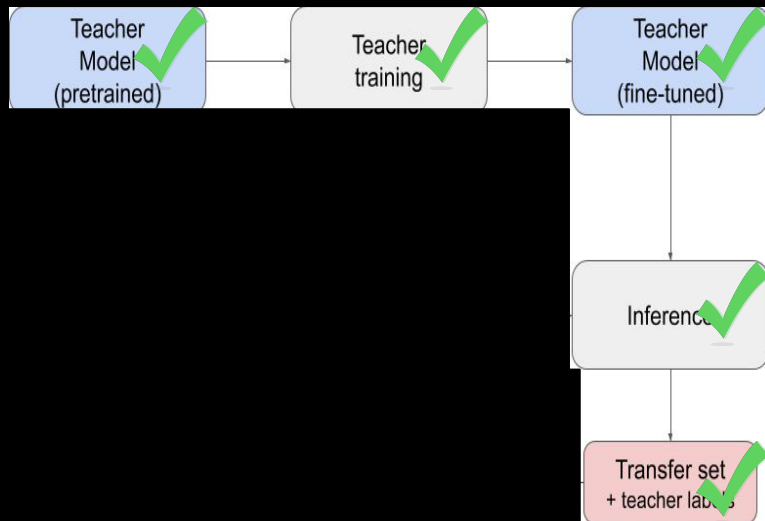 Teacher
Model
(pretrained)
Teacher
training
Teacher
Model
(fine-tuned)
Inference
Transfer set
+ teacher labels